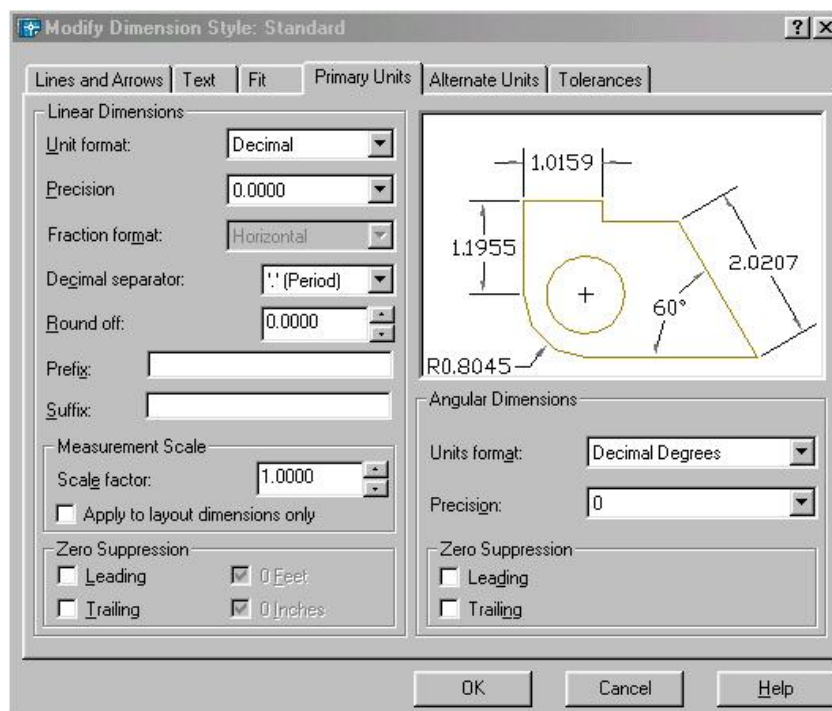 Modify Dimension Style: Standard
Lines and Arrows Text Fit Primary Units Alternate Units Tolerances
Linear Dimensions
Unit format: Decimal
Precision 0.0000
Fraction format: Horizontal
Decimal separator: '.' (Period)
Round off: 0.0000
Prefix:
Suffix:
Measurement Scale
Scale factor: 1.0000
Apply to layout dimensions only
Zero Suppression
Leading 0 Feet
Trailing 0 Inches
1.0159
1.1955
2.0207
60°
R0.8045
Angular Dimensions
Units format: Decimal Degrees
Precision: 0
Zero Suppression
Leading
Trailing
OK Cancel Help